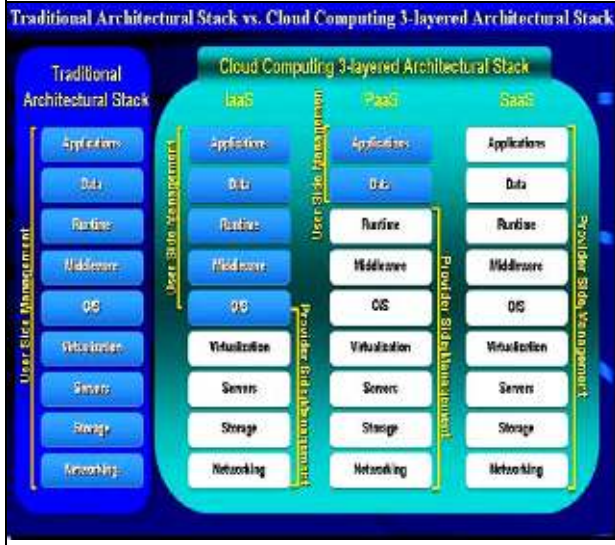 Traditional Architectural Stack vs. Cloud Computing 3-layered Architectural Stack
Traditional
Architectural Stack
User Side Management
Applications
Data
Runtime
Middleware
O/S
Virtualization
Servers
Storage
Networking
Cloud Computing 3-layered Architectural Stack
IaaS
User Side Management
Applications
Data
Runtime
Middleware
O/S
Virtualization
Servers
Storage
Networking
Provider Side Management
PaaS
User Side Management
Applications
Data
Runtime
Middleware
O/S
Virtualization
Servers
Storage
Networking
Provider Side Management
SaaS
Applications
Data
Runtime
Middleware
O/S
Virtualization
Servers
Storage
Networking
Provider Side Management